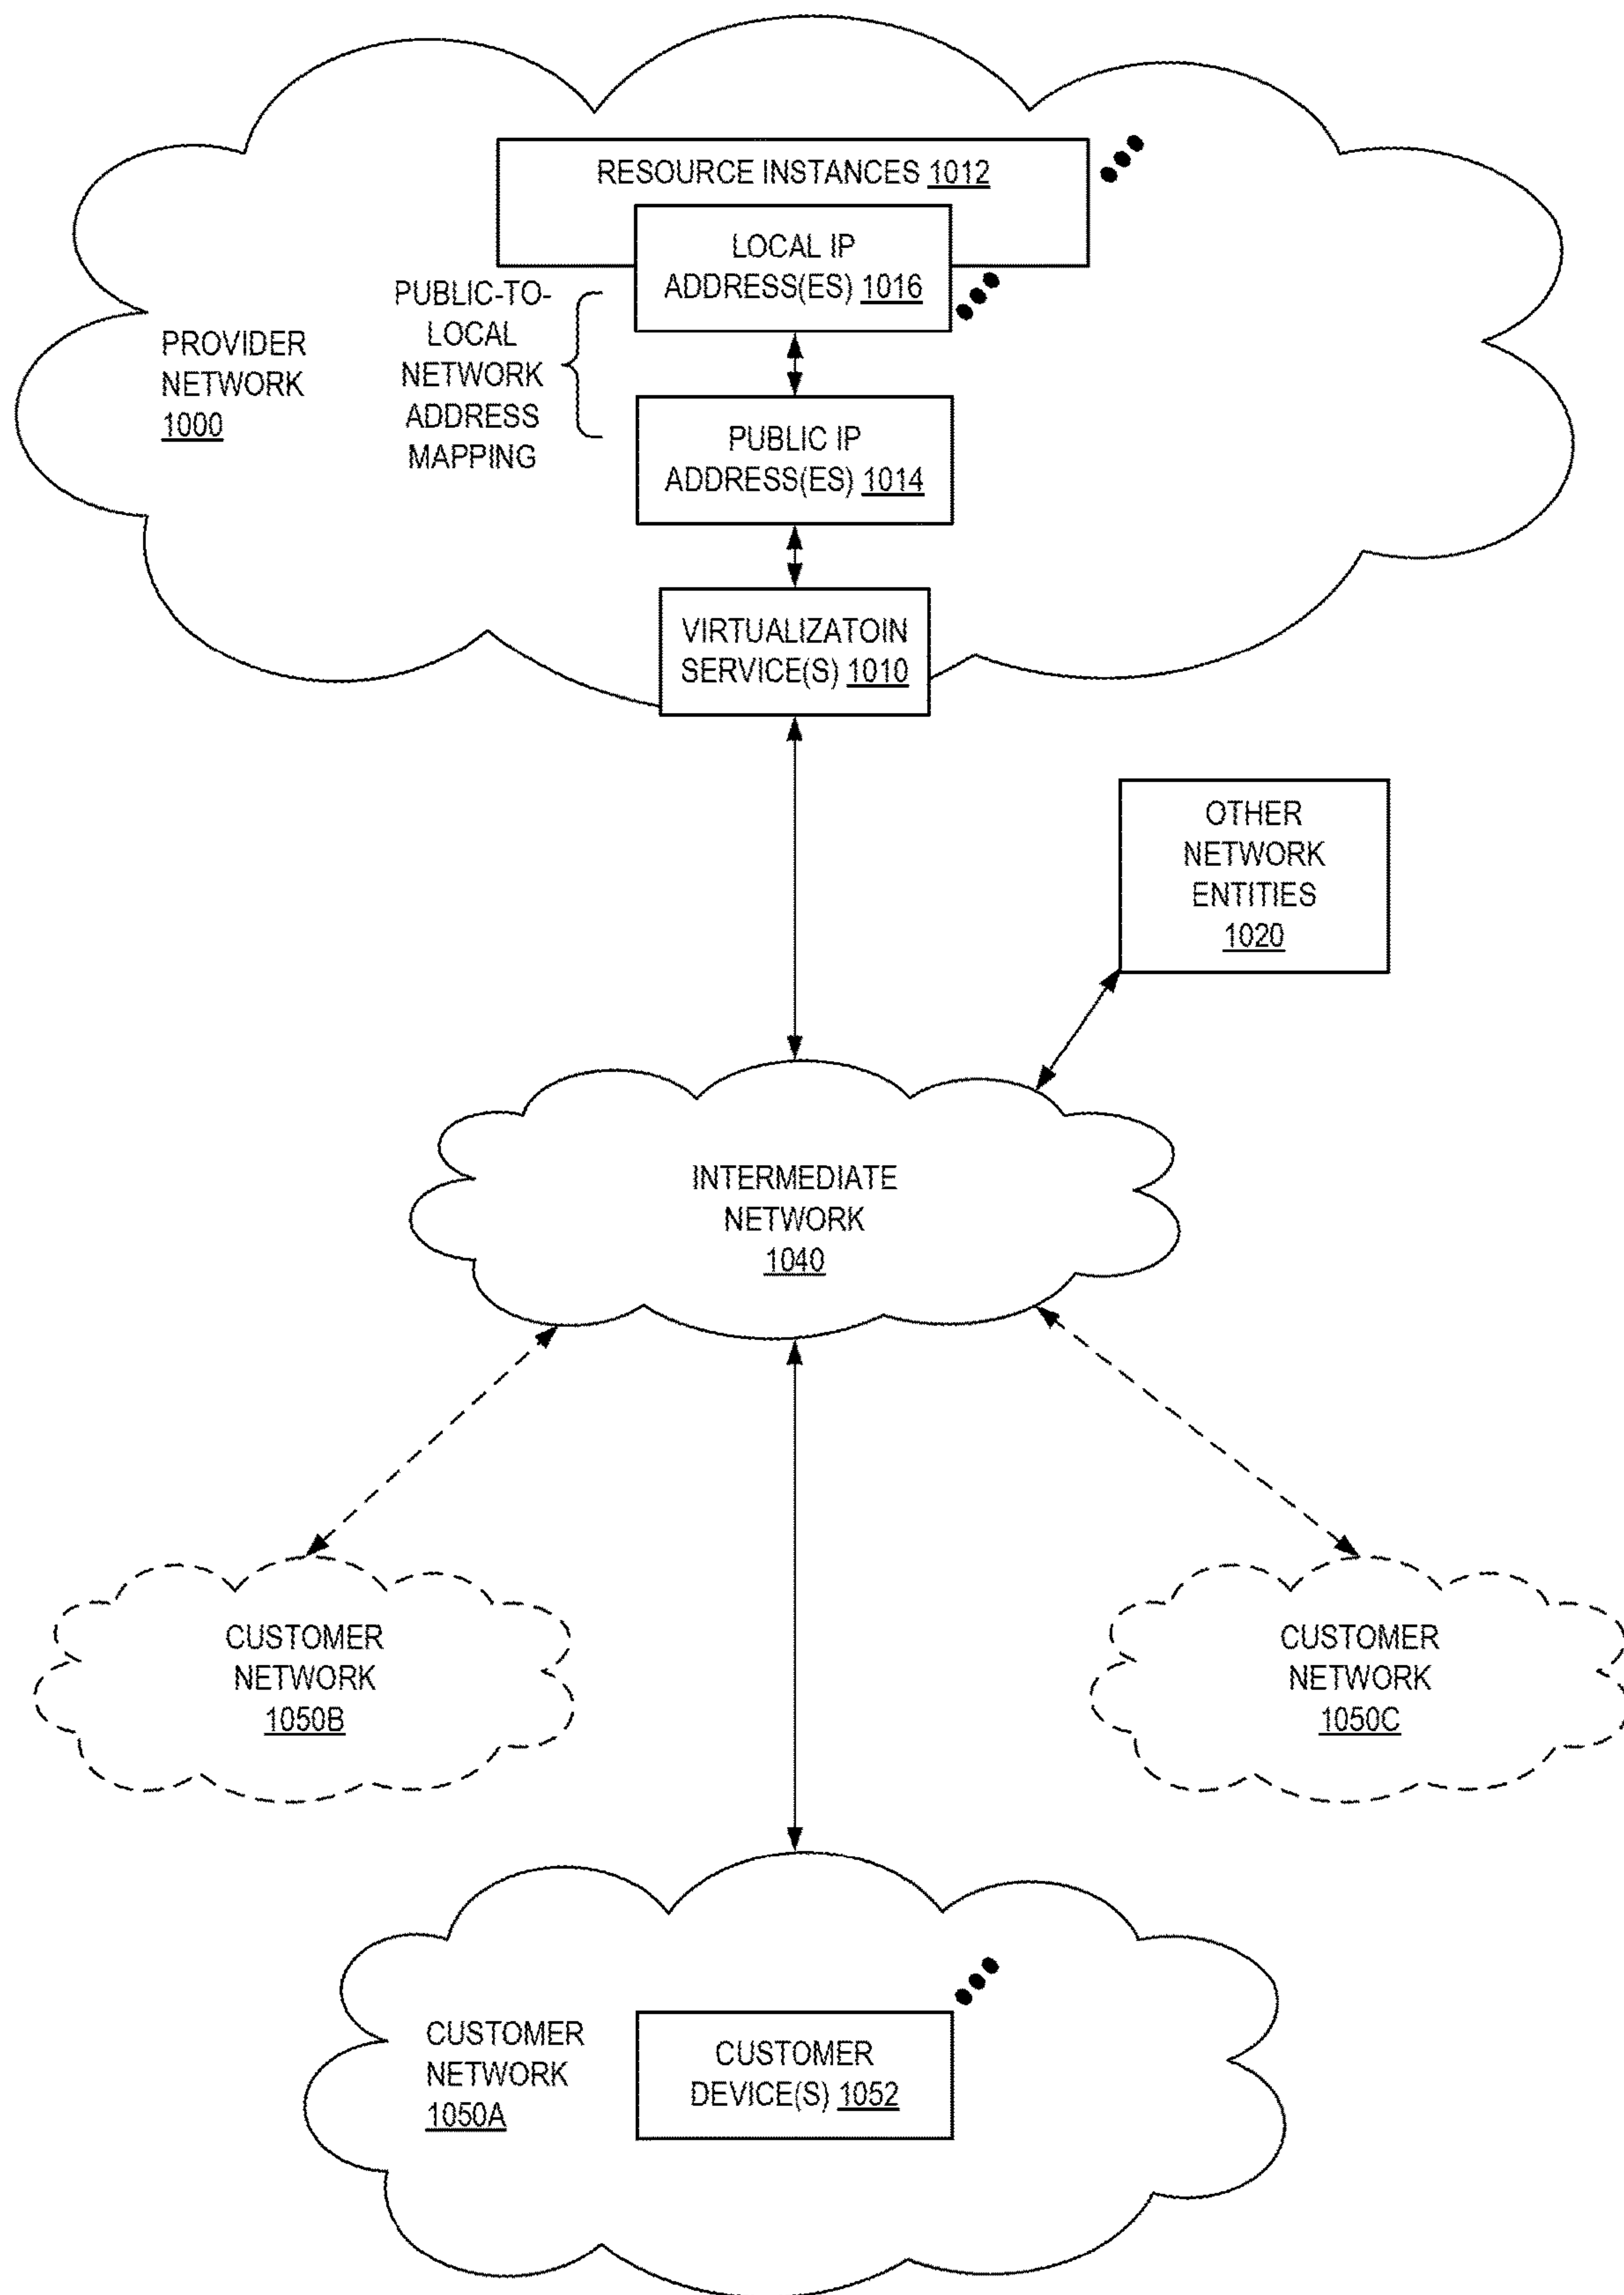 RESOURCE INSTANCES 1012
LOCAL IP
ADDRESS(ES) 1016
PUBLIC-TO-
LOCAL
NETWORK
ADDRESS
MAPPING
PROVIDER
NETWORK
1000
PUBLIC IP
ADDRESS(ES) 1014
VIRTUALIZATOIN
SERVICE(S) 1010
OTHER
NETWORK
ENTITIES
1020
INTERMEDIATE
NETWORK
1040
CUSTOMER
NETWORK
1050B
CUSTOMER
NETWORK
1050C
CUSTOMER
NETWORK
1050A
CUSTOMER
DEVICE(S) 1052